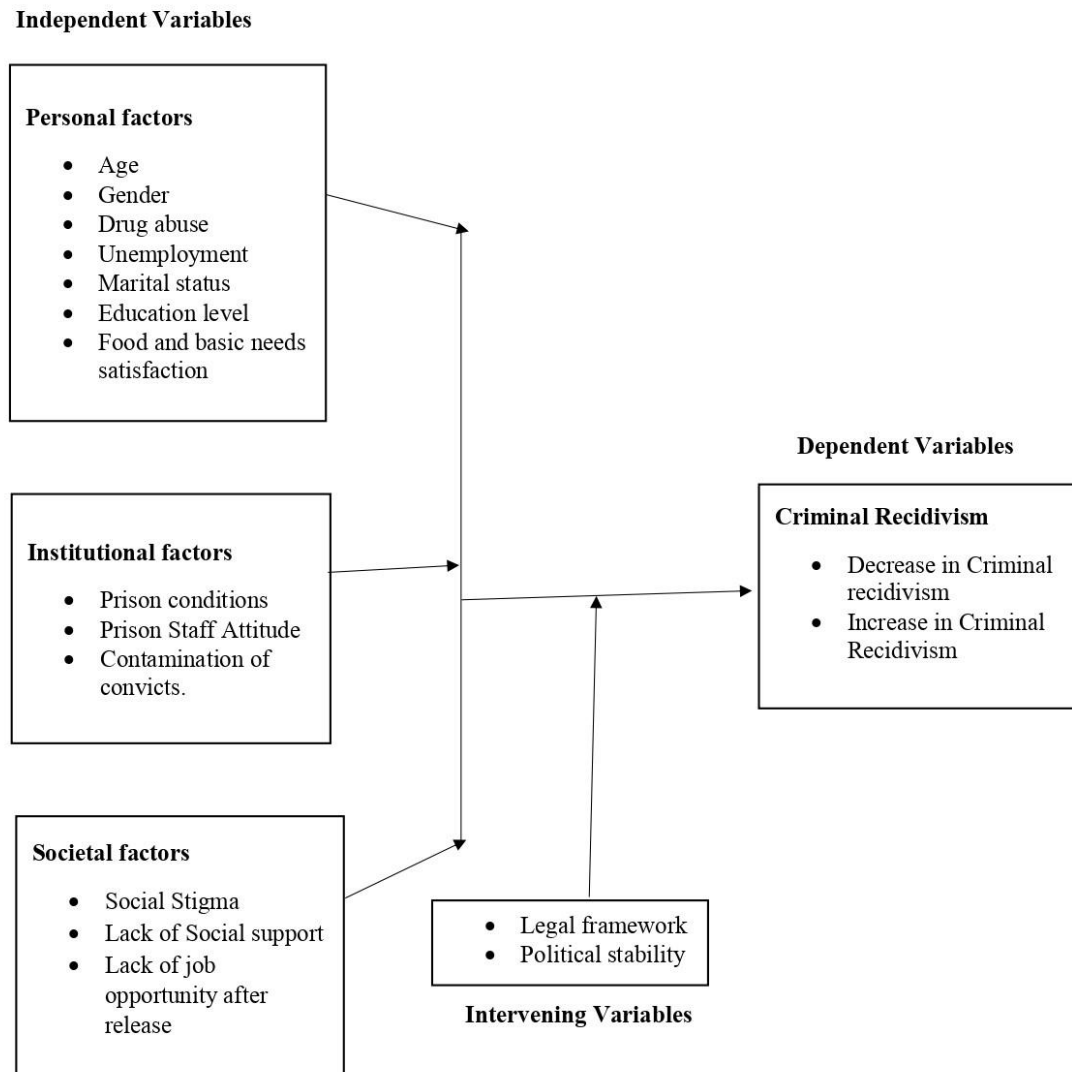 Independent Variables
Personal factors
• Age
• Gender
• Drug abuse
• Unemployment
• Marital status
• Education level
• Food and basic needs
satisfaction
Institutional factors
• Prison conditions
• Prison Staff Attitude
• Contamination of
convicts.
Societal factors
• Social Stigma
• Lack of Social support
• Lack of job
opportunity after
release
• Legal framework
• Political stability
Intervening Variables
Dependent Variables
Criminal Recidivism
• Decrease in Criminal
recidivism
• Increase in Criminal
Recidivism